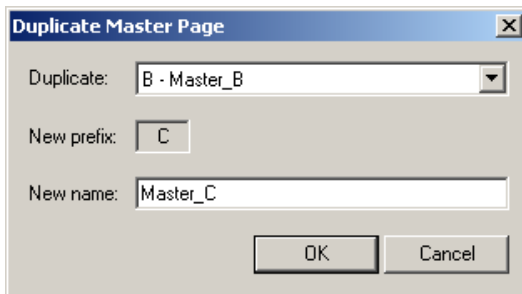 Duplicate Master Page
Duplicate: B - Master_B
New prefix: C
New name: Master_C
OK Cancel